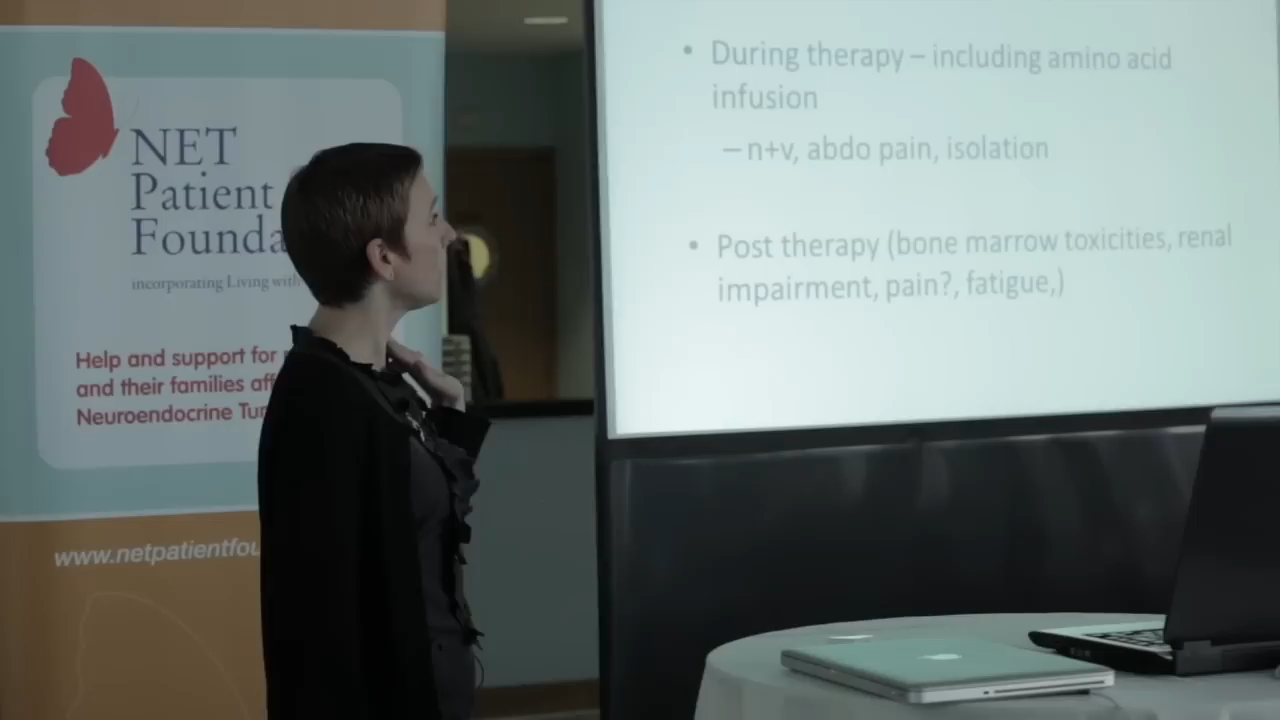 NET
Patient
Founda
incorporating Living with
Help and support for
and their families aff
Neuroendocrine Tu
www.netpatientfou
• During therapy – including amino acid
infusion
– n+v, abdo pain, isolation
• Post therapy (bone marrow toxicities, renal
impairment, pain?, fatigue,)